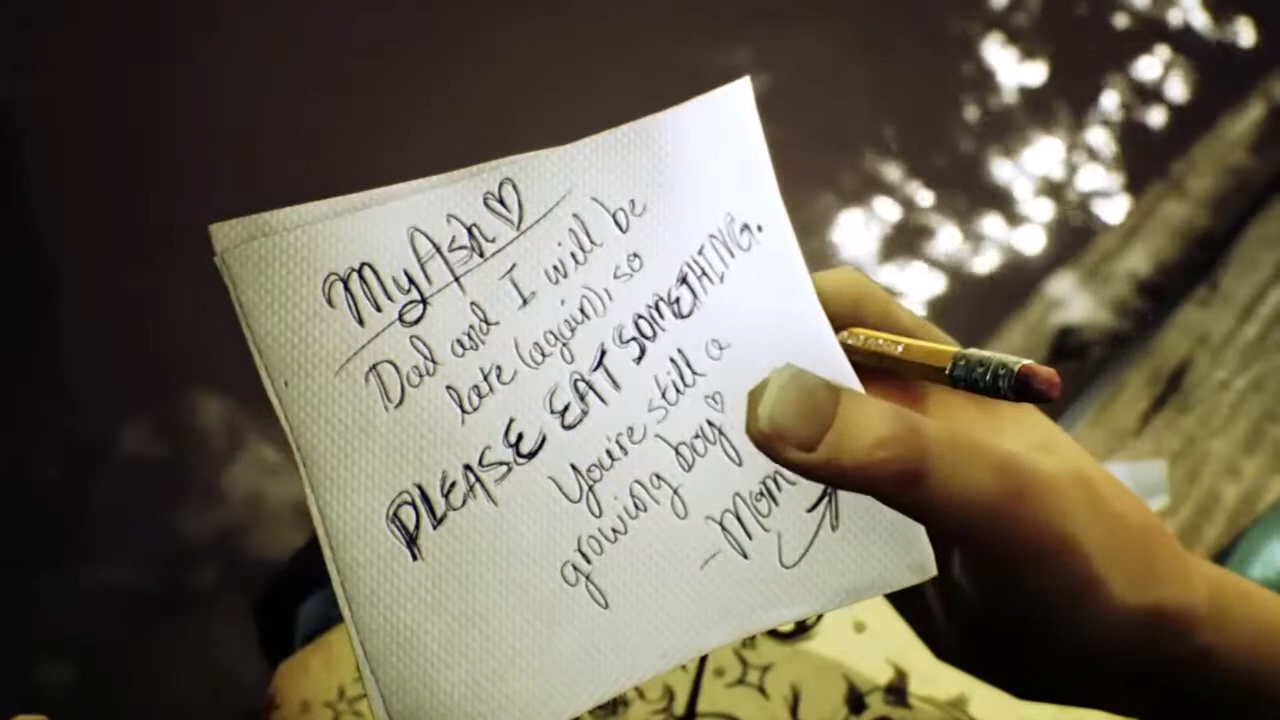 My Ash♡
Dad and I will be
late (again), so
PLEASE EAT SOMETHING.
You're still a
growing boy♡
-Mom